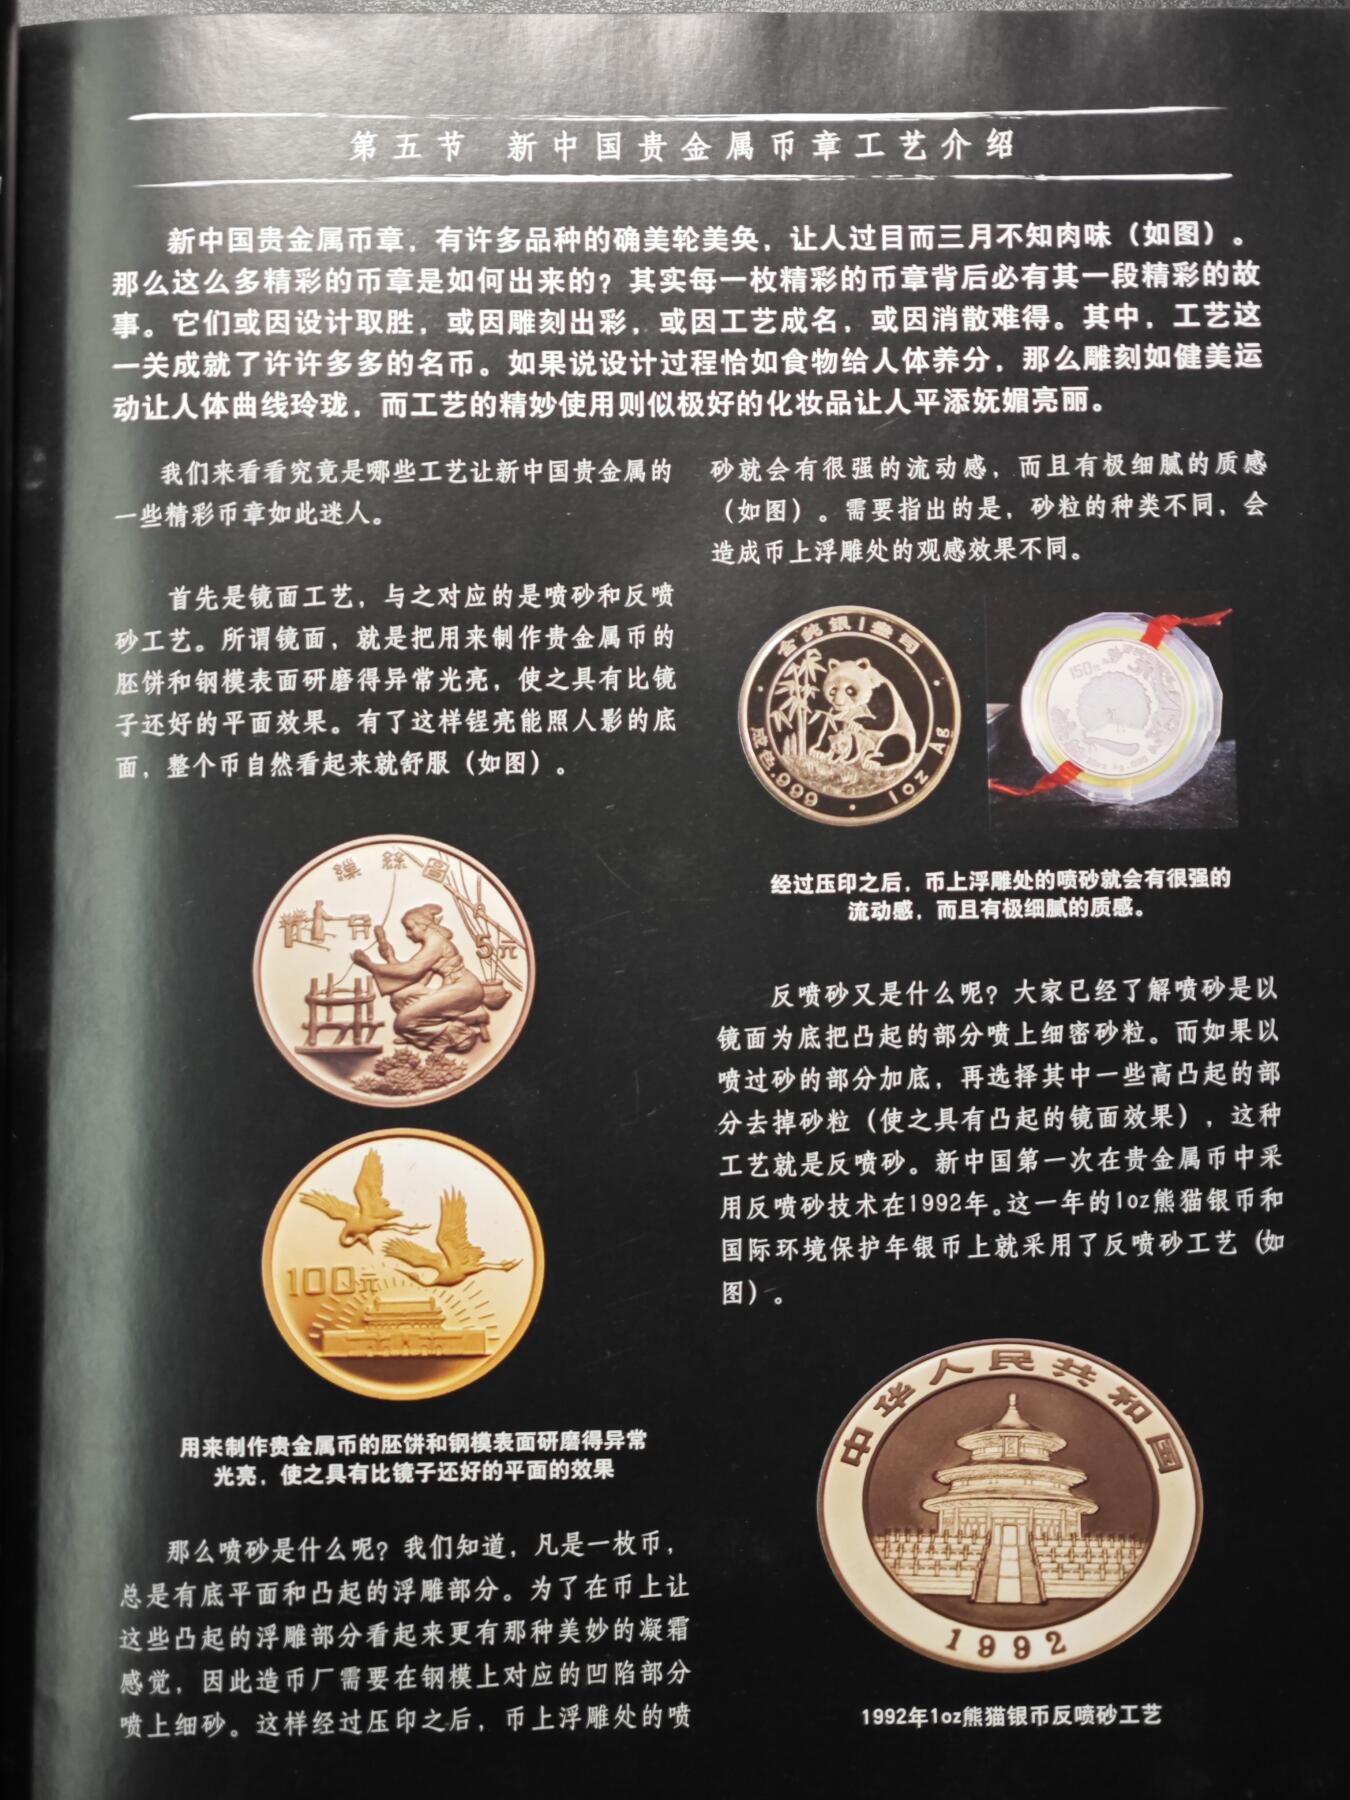 第五节 新中国贵金属币章工艺介绍
新中国贵金属币章，有许多品种的确美轮美奂，让人过目而三月不知肉味（如图）。
那么这么多精彩的币章是如何出来的？其实每一枚精彩的币章背后必有其一段精彩的故
事。它们或因设计取胜，或因雕刻出彩，或因工艺成名，或因消散难得。其中，工艺这
一关成就了许许多多的名币。如果说设计过程恰如食物给人体养分，那么雕刻如健美运
动让人体曲线玲珑，而工艺的精妙使用则似极好的化妆品让人平添妩媚亮丽。
我们来看看究竟是哪些工艺让新中国贵金属的
一些精彩币章如此迷人。
首先是镜面工艺，与之对应的是喷砂和反喷
砂工艺。所谓镜面，就是把用来制作贵金属币的
胚饼和钢模表面研磨得异常光亮，使之具有比镜
子还好的平面效果。有了这样锃亮能照人影的底
面，整个币自然看起来就舒服（如图）。
5元
100元
用来制作贵金属币的胚饼和钢模表面研磨得异常
光亮，使之具有比镜子还好的平面的效果
那么喷砂是什么呢？我们知道，凡是一枚币，
总是有底平面和凸起的浮雕部分。为了在币上让
这些凸起的浮雕部分看起来更有那种美妙的凝霜
感觉，因此造币厂需要在钢模上对应的凹陷部分
喷上细砂。这样经过压印之后，币上浮雕处的喷
砂就会有很强的流动感，而且有极细腻的质感
（如图）。需要指出的是，砂粒的种类不同，会
造成币上浮雕处的观感效果不同。
含纯银1盎司
成色.999 · 1oz Ag
150元
20oz Ag .999
经过压印之后，币上浮雕处的喷砂就会有很强的
流动感，而且有极细腻的质感。
反喷砂又是什么呢？大家已经了解喷砂是以
镜面为底把凸起的部分喷上细密砂粒。而如果以
喷过砂的部分加底，再选择其中一些高凸起的部
分去掉砂粒（使之具有凸起的镜面效果），这种
工艺就是反喷砂。新中国第一次在贵金属币中采
用反喷砂技术在1992年。这一年的1oz熊猫银币和
国际环境保护年银币上就采用了反喷砂工艺（如
图）。
中华人民共和国
1992
1992年1oz熊猫银币反喷砂工艺